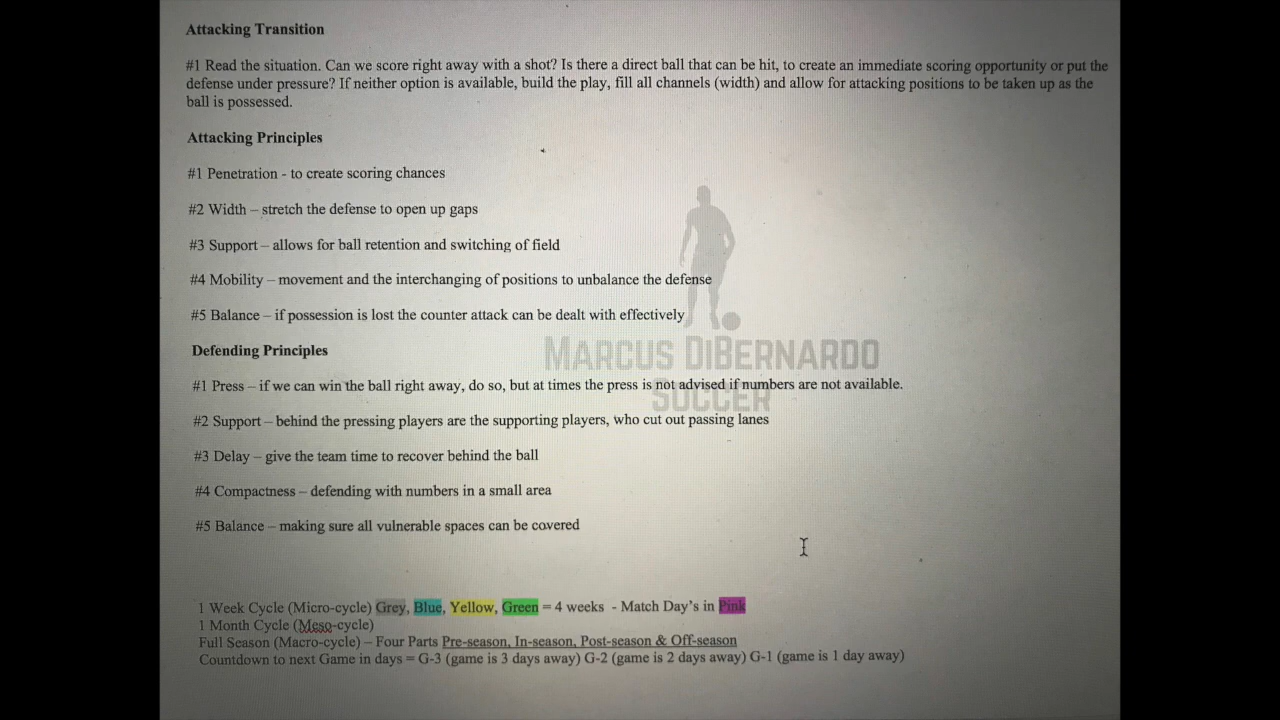 Attacking Transition
#1 Read the situation. Can we score right away with a shot? Is there a direct ball that can be hit, to create an immediate scoring opportunity or put the
defense under pressure? If neither option is available, build the play, fill all channels (width) and allow for attacking positions to be taken up as the
ball is possessed.
Attacking Principles
#1 Penetration - to create scoring chances
#2 Width – stretch the defense to open up gaps
#3 Support – allows for ball retention and switching of field
#4 Mobility – movement and the interchanging of positions to unbalance the defense
#5 Balance – if possession is lost the counter attack can be dealt with effectively
MARCUS DIBERNARDO
SOCCER
Defending Principles
#1 Press – if we can win the ball right away, do so, but at times the press is not advised if numbers are not available.
#2 Support – behind the pressing players are the supporting players, who cut out passing lanes
#3 Delay – give the team time to recover behind the ball
#4 Compactness – defending with numbers in a small area
#5 Balance – making sure all vulnerable spaces can be covered
1 Week Cycle (Micro-cycle) Grey, Blue, Yellow, Green = 4 weeks - Match Day's in Pink
1 Month Cycle (Meso-cycle)
Full Season (Macro-cycle) – Four Parts Pre-season, In-season, Post-season & Off-season
Countdown to next Game in days = G-3 (game is 3 days away) G-2 (game is 2 days away) G-1 (game is 1 day away)